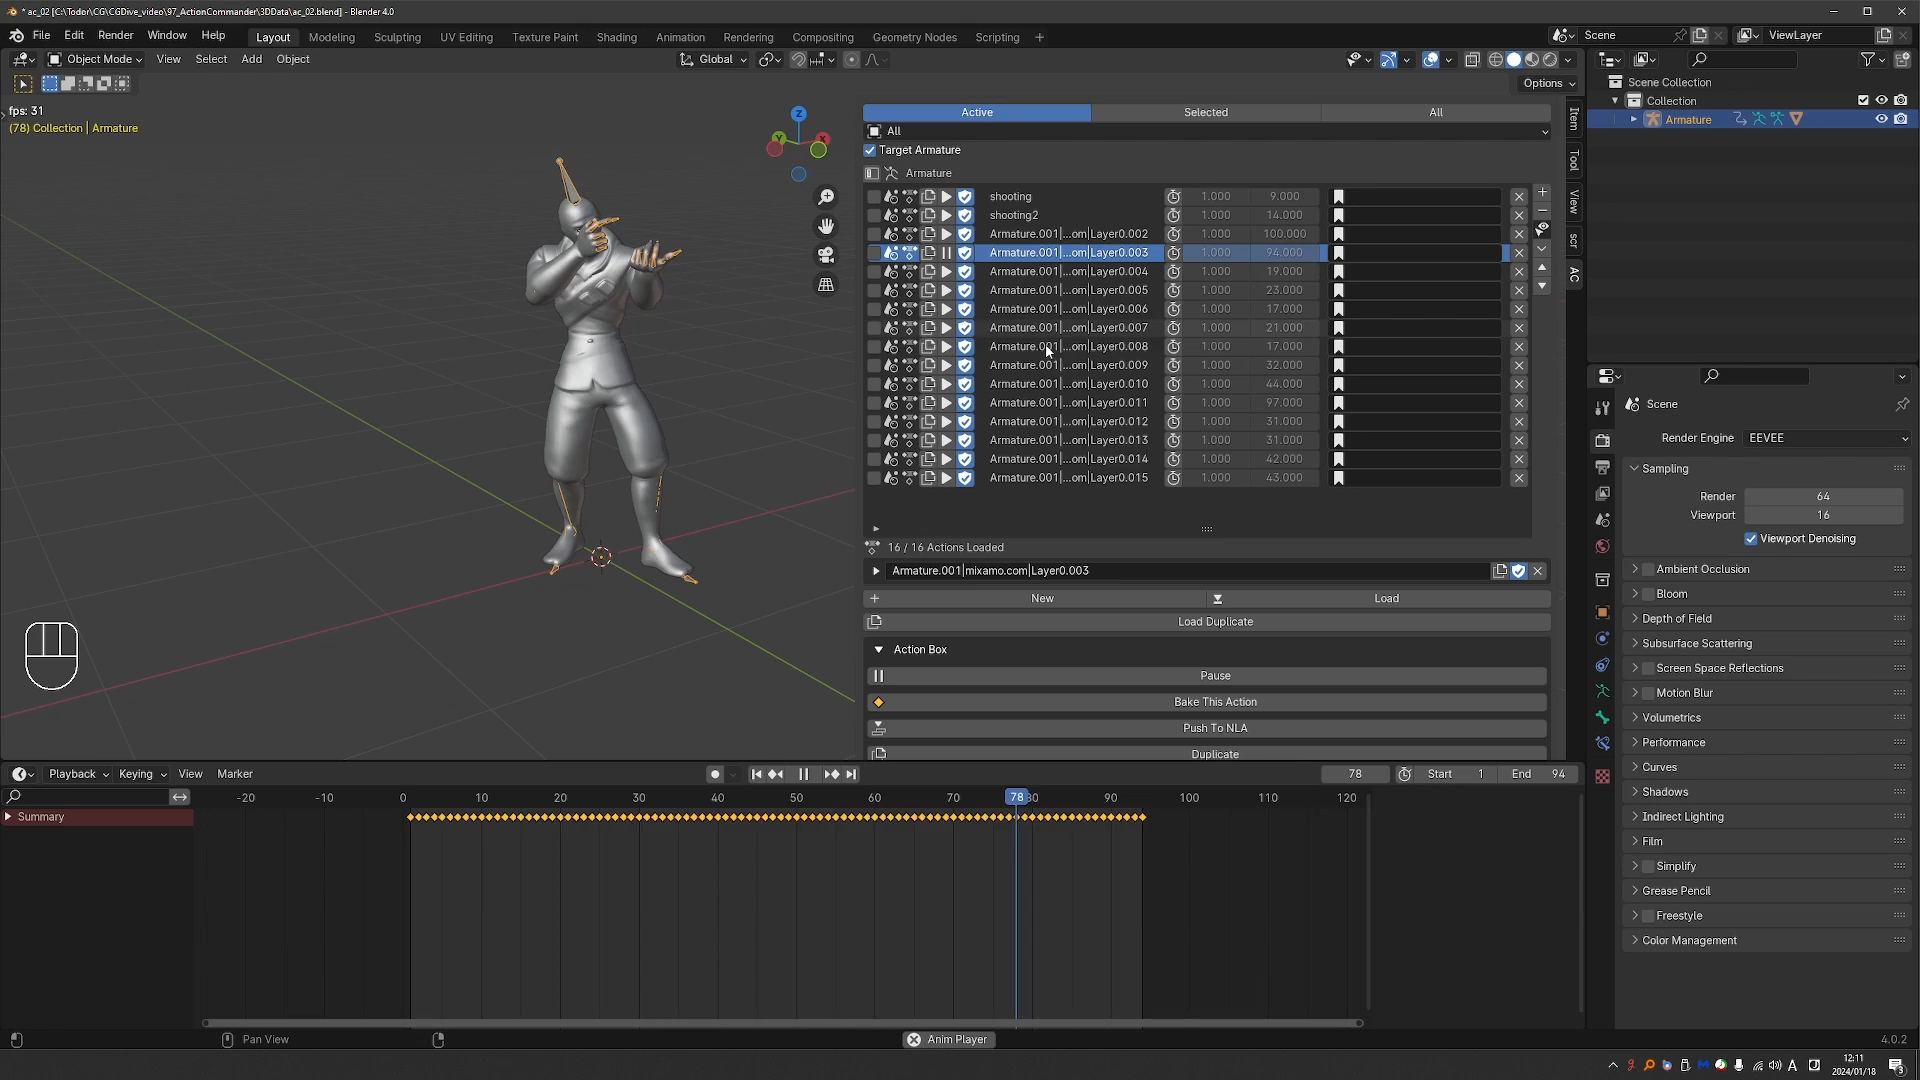 * ac_02 [C:\Todor\CG\CGDive_video\97_ActionCommander\3DData\ac_02.blend] - Blender 4.0
File Edit Render Window Help
Layout Modeling Sculpting UV Editing Texture Paint Shading Animation Rendering Compositing Geometry Nodes Scripting +
Scene
ViewLayer
Object Mode View Select Add Object
Global
Options
fps: 31
(78) Collection | Armature
Z
Y
X
Active Selected All
All
Target Armature
Armature
shooting 1.000 9.000
shooting2 1.000 14.000
Armature.001|...om|Layer0.002 1.000 100.000
Armature.001|...om|Layer0.003 1.000 94.000
Armature.001|...om|Layer0.004 1.000 19.000
Armature.001|...om|Layer0.005 1.000 23.000
Armature.001|...om|Layer0.006 1.000 17.000
Armature.001|...om|Layer0.007 1.000 21.000
Armature.001|...om|Layer0.008 1.000 17.000
Armature.001|...om|Layer0.009 1.000 32.000
Armature.001|...om|Layer0.010 1.000 44.000
Armature.001|...om|Layer0.011 1.000 97.000
Armature.001|...om|Layer0.012 1.000 31.000
Armature.001|...om|Layer0.013 1.000 31.000
Armature.001|...om|Layer0.014 1.000 42.000
Armature.001|...om|Layer0.015 1.000 43.000
16 / 16 Actions Loaded
Armature.001|mixamo.com|Layer0.003
New Load
Load Duplicate
Action Box
Pause
Bake This Action
Push To NLA
Duplicate
Item
Tool
View
scr
AC
Scene Collection
Collection
Armature
Scene
Render Engine EEVEE
Sampling
Render 64
Viewport 16
Viewport Denoising
Ambient Occlusion
Bloom
Depth of Field
Subsurface Scattering
Screen Space Reflections
Motion Blur
Volumetrics
Performance
Curves
Shadows
Indirect Lighting
Film
Simplify
Grease Pencil
Freestyle
Color Management
Playback Keying View Marker
78 Start 1 End 94
-20 -10 0 10 20 30 40 50 60 70 78 80 90 100 110 120
Summary
Pan View
Anim Player
4.0.2
A
12:11
2024/01/18
3